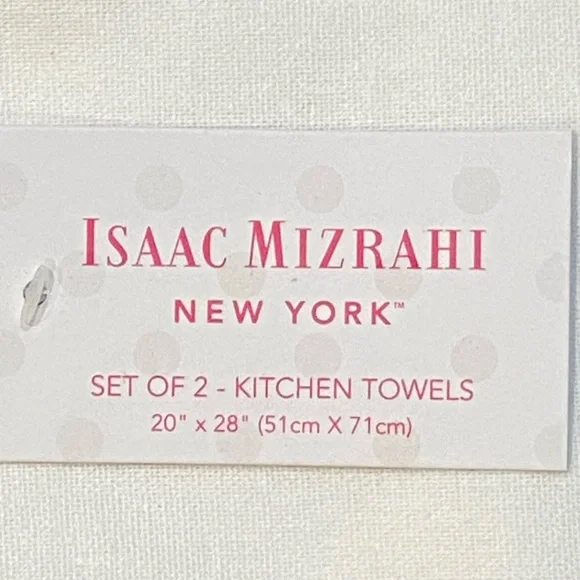 ISAAC MIZRAHI
NEW YORK™
SET OF 2 - KITCHEN TOWELS
20" x 28" (51cm X 71cm)